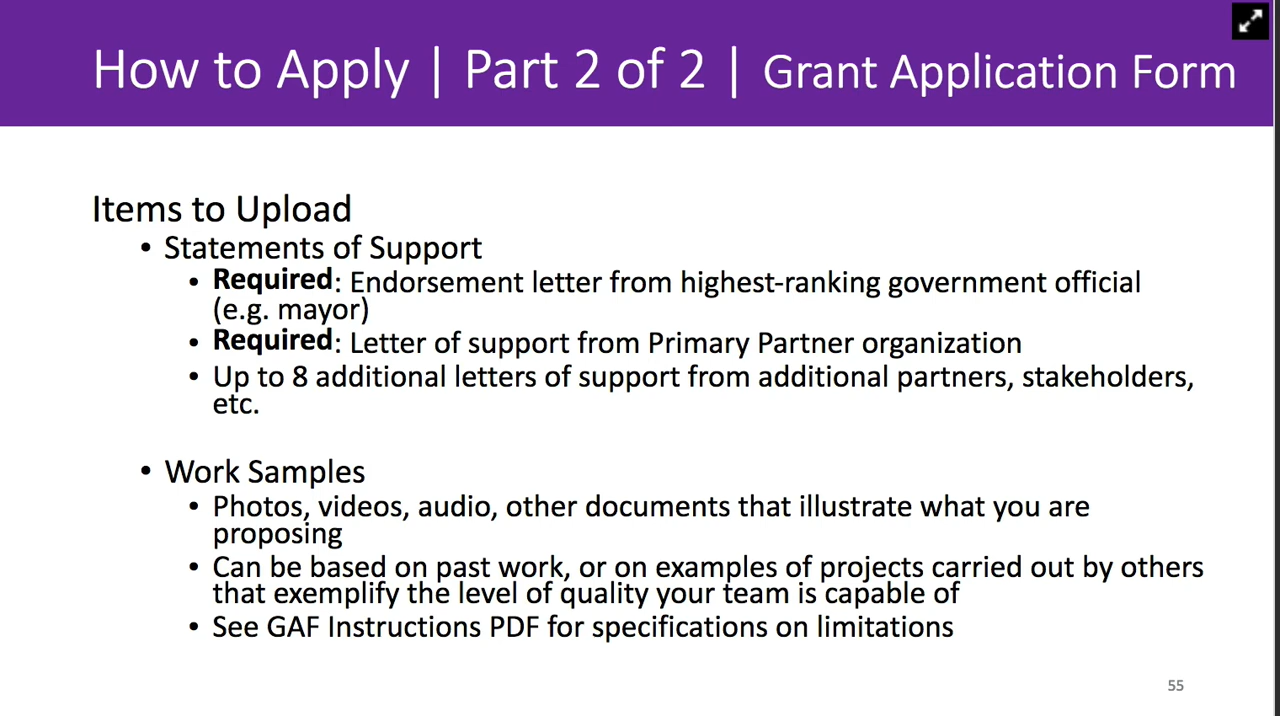 How to Apply | Part 2 of 2 | Grant Application Form
Items to Upload
• Statements of Support
• Required: Endorsement letter from highest-ranking government official
(e.g. mayor)
• Required: Letter of support from Primary Partner organization
• Up to 8 additional letters of support from additional partners, stakeholders,
etc.
• Work Samples
• Photos, videos, audio, other documents that illustrate what you are
proposing
• Can be based on past work, or on examples of projects carried out by others
that exemplify the level of quality your team is capable of
• See GAF Instructions PDF for specifications on limitations
55